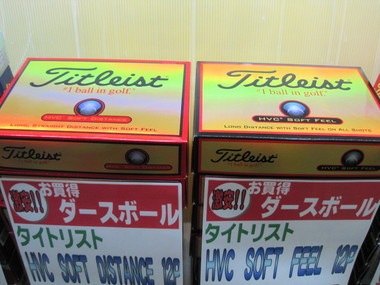 Titleist
"#1 ball in golf."
HVC® SOFT DISTANCE
LONG, STRAIGHT DISTANCE WITH SOFT FEEL
Titleist
激安!!
お買得
ダースボール
タイトリスト
HVC SOFT DISTANCE 12P
Titleist
"#1 ball in golf."
HVC® SOFT FEEL
LONG DISTANCE WITH SOFT FEEL ON ALL SHOTS
Titleist
激安!!
お買得
ダースボール
タイトリスト
HVC SOFT FEEL 12P